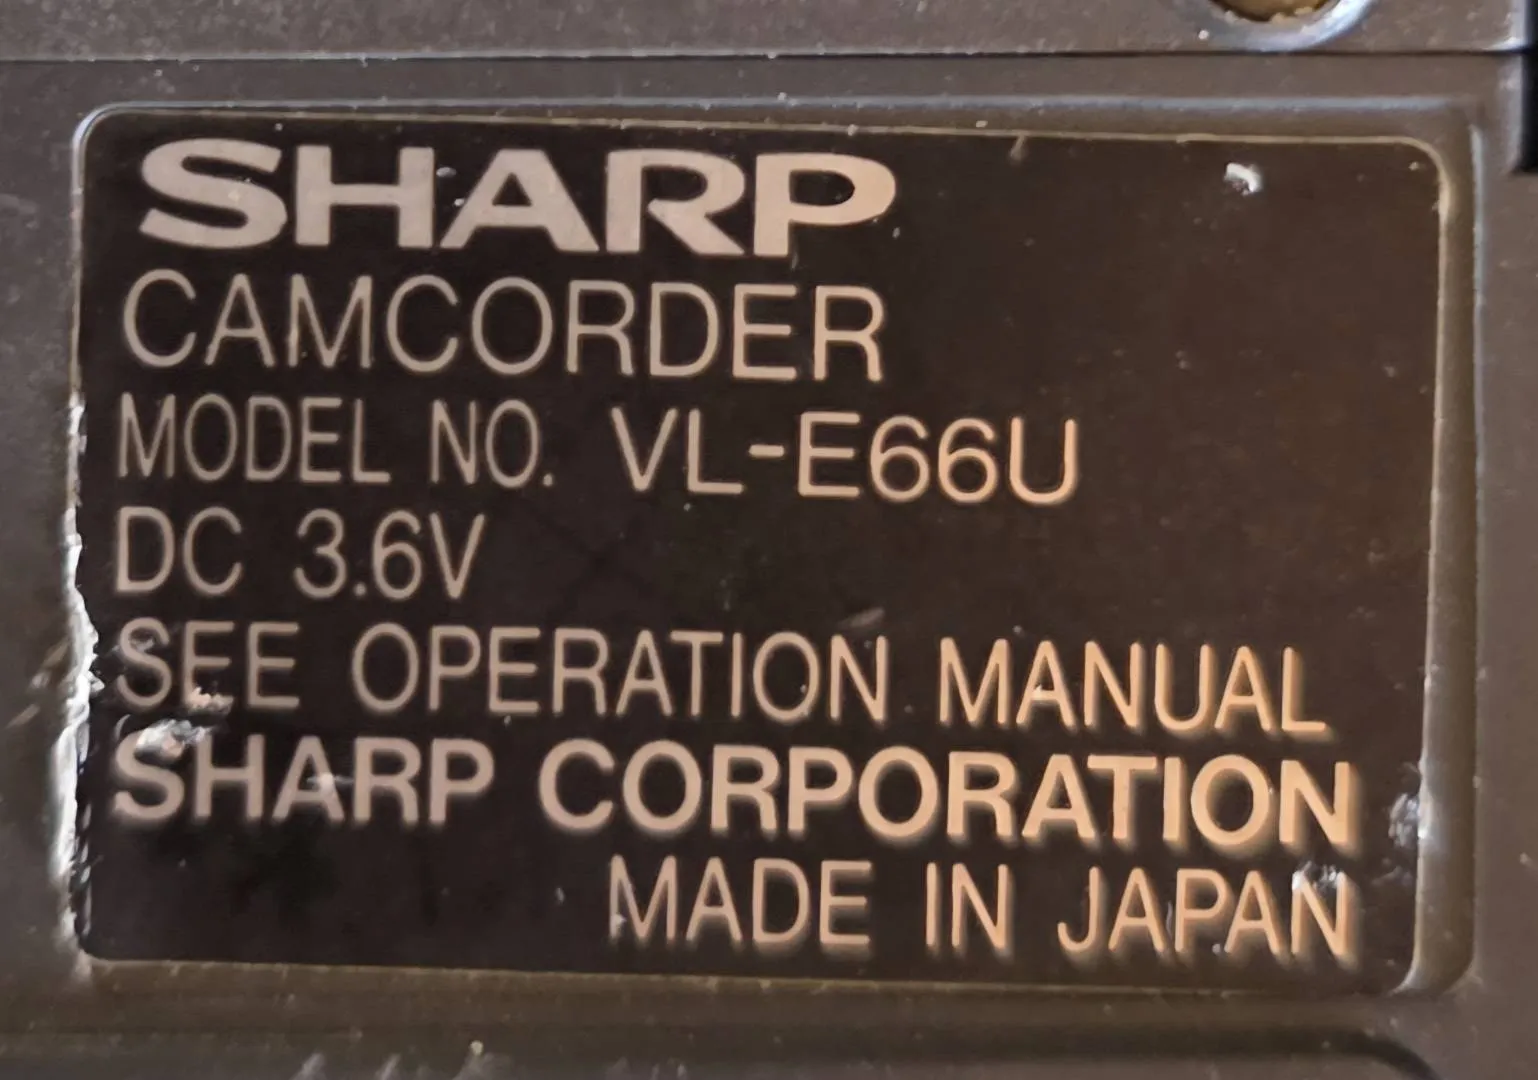 SHARP
CAMCORDER
MODEL NO. VL-E66U
DC 3.6V
SEE OPERATION MANUAL
SHARP CORPORATION
MADE IN JAPAN